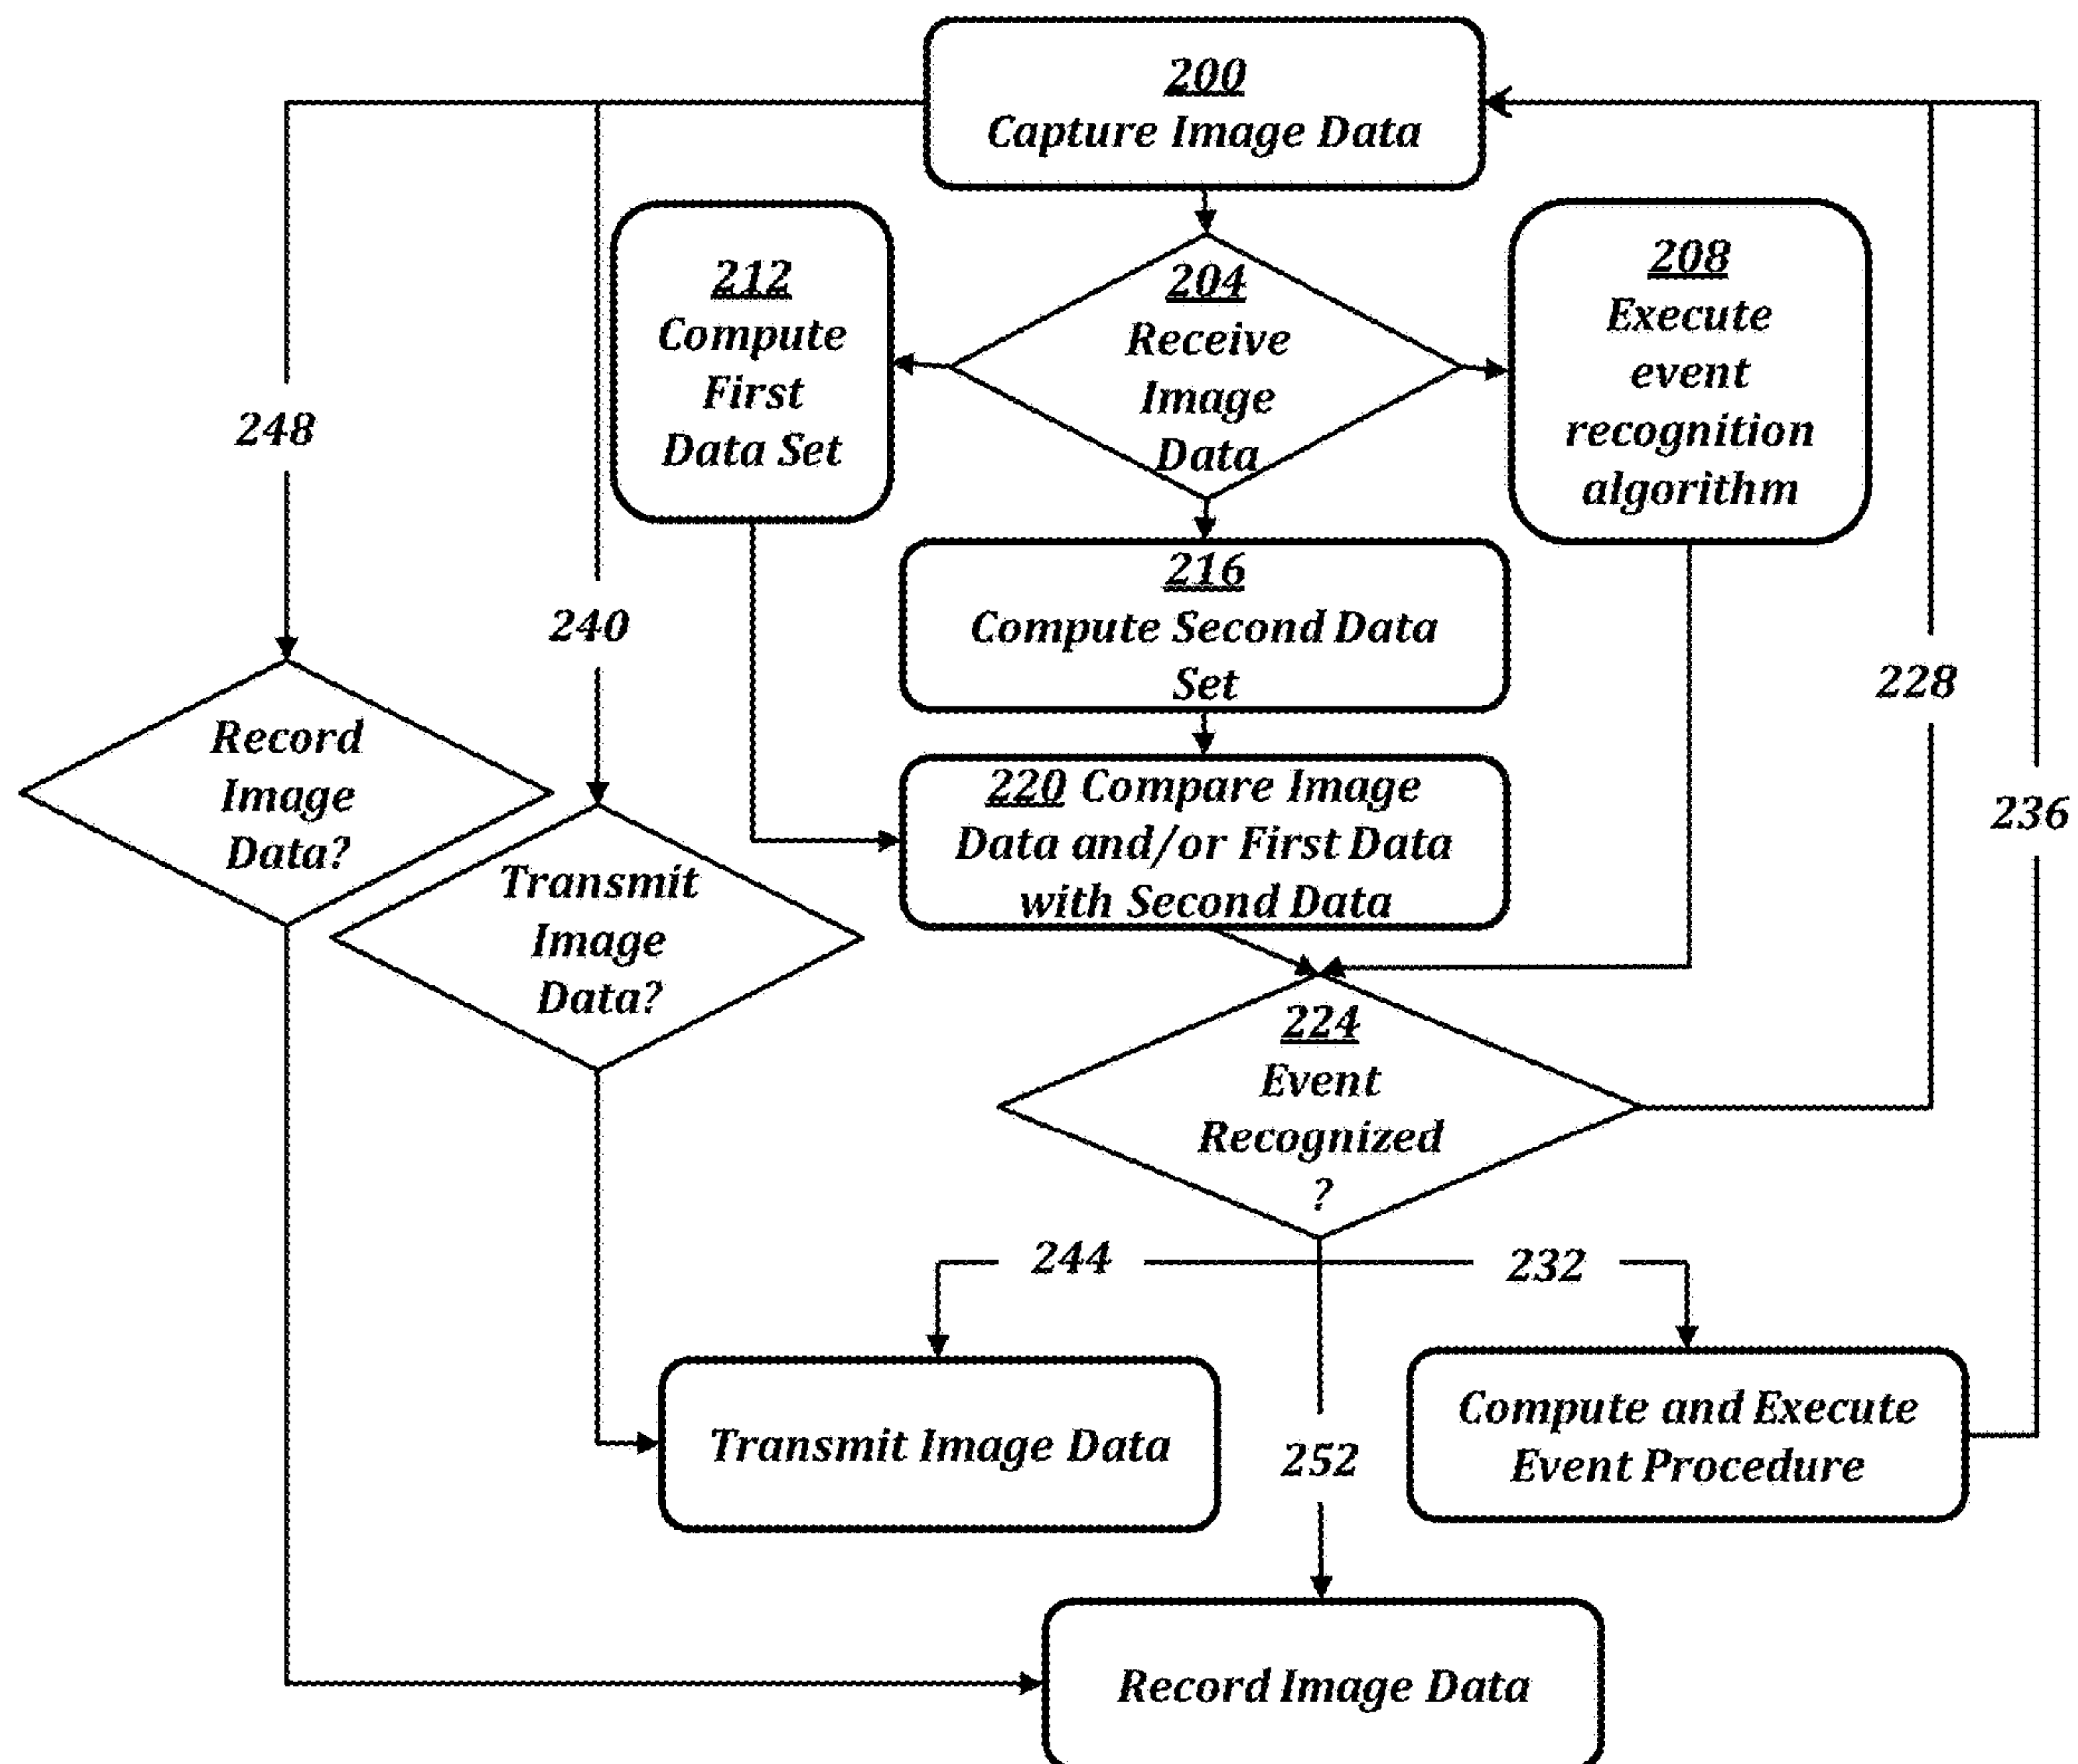 200
Capture Image Data
212
Compute
First
Data Set
204
Receive
Image
Data
208
Execute
event
recognition
algorithm
248
240
216
Compute Second Data
Set
228
236
Record
Image
Data?
220 Compare Image
Data and/or First Data
with Second Data
Transmit
Image
Data?
224
Event
Recognized
?
244
232
Transmit Image Data
252
Compute and Execute
Event Procedure
Record Image Data